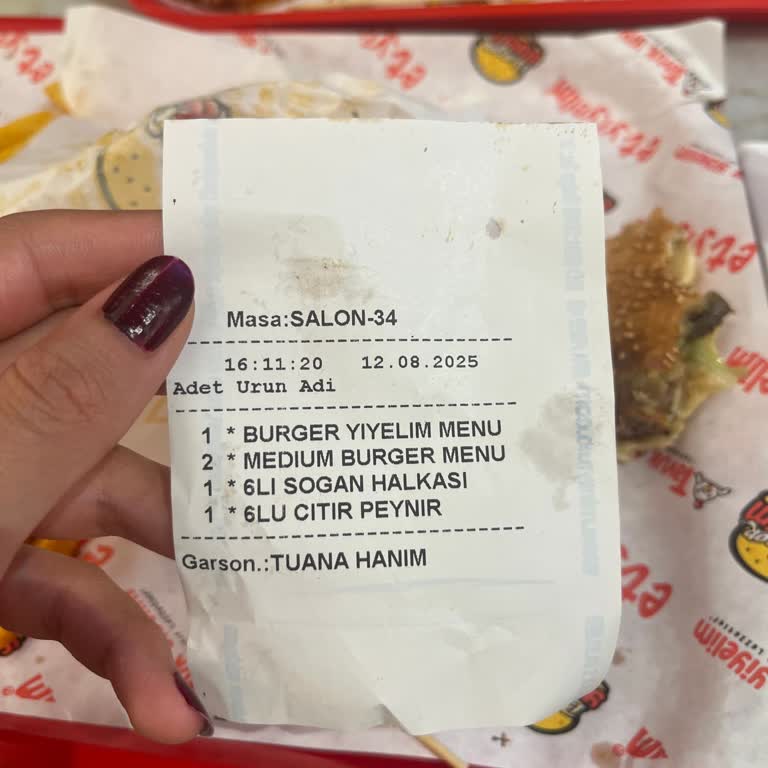 Masa:SALON-34
16:11:20 12.08.2025
Adet Urun Adi
1 * BURGER YIYELIM MENU
2 * MEDIUM BURGER MENU
1 * 6LI SOGAN HALKASI
1 * 6LU CITIR PEYNIR
Garson.:TUANA HANIM